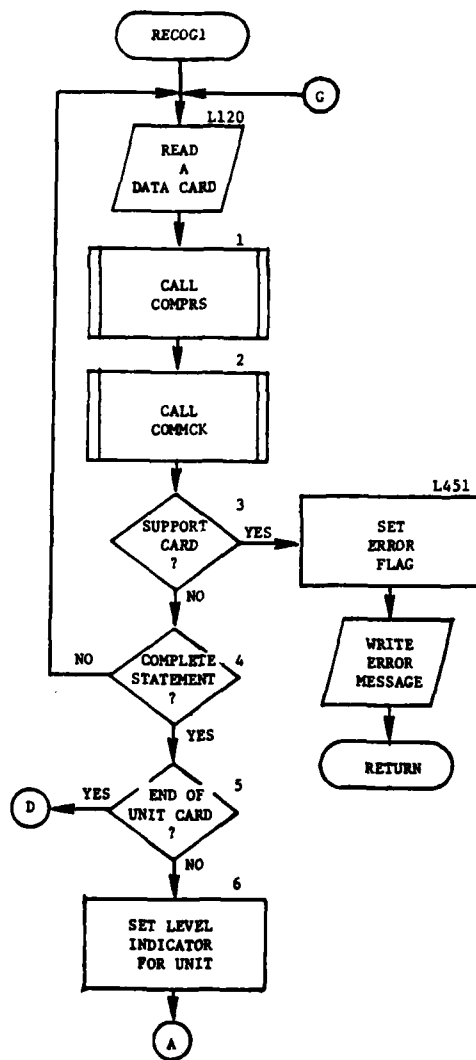 RECOG1
G
L120
READ
A
DATA CARD
1
CALL
COMPRS
2
CALL
COMMCK
3
SUPPORT
CARD
?
YES
NO
L451
SET
ERROR
FLAG
WRITE
ERROR
MESSAGE
RETURN
4
COMPLETE
STATEMENT
?
NO
YES
5
END OF
UNIT CARD
?
YES
D
NO
6
SET LEVEL
INDICATOR
FOR UNIT
A